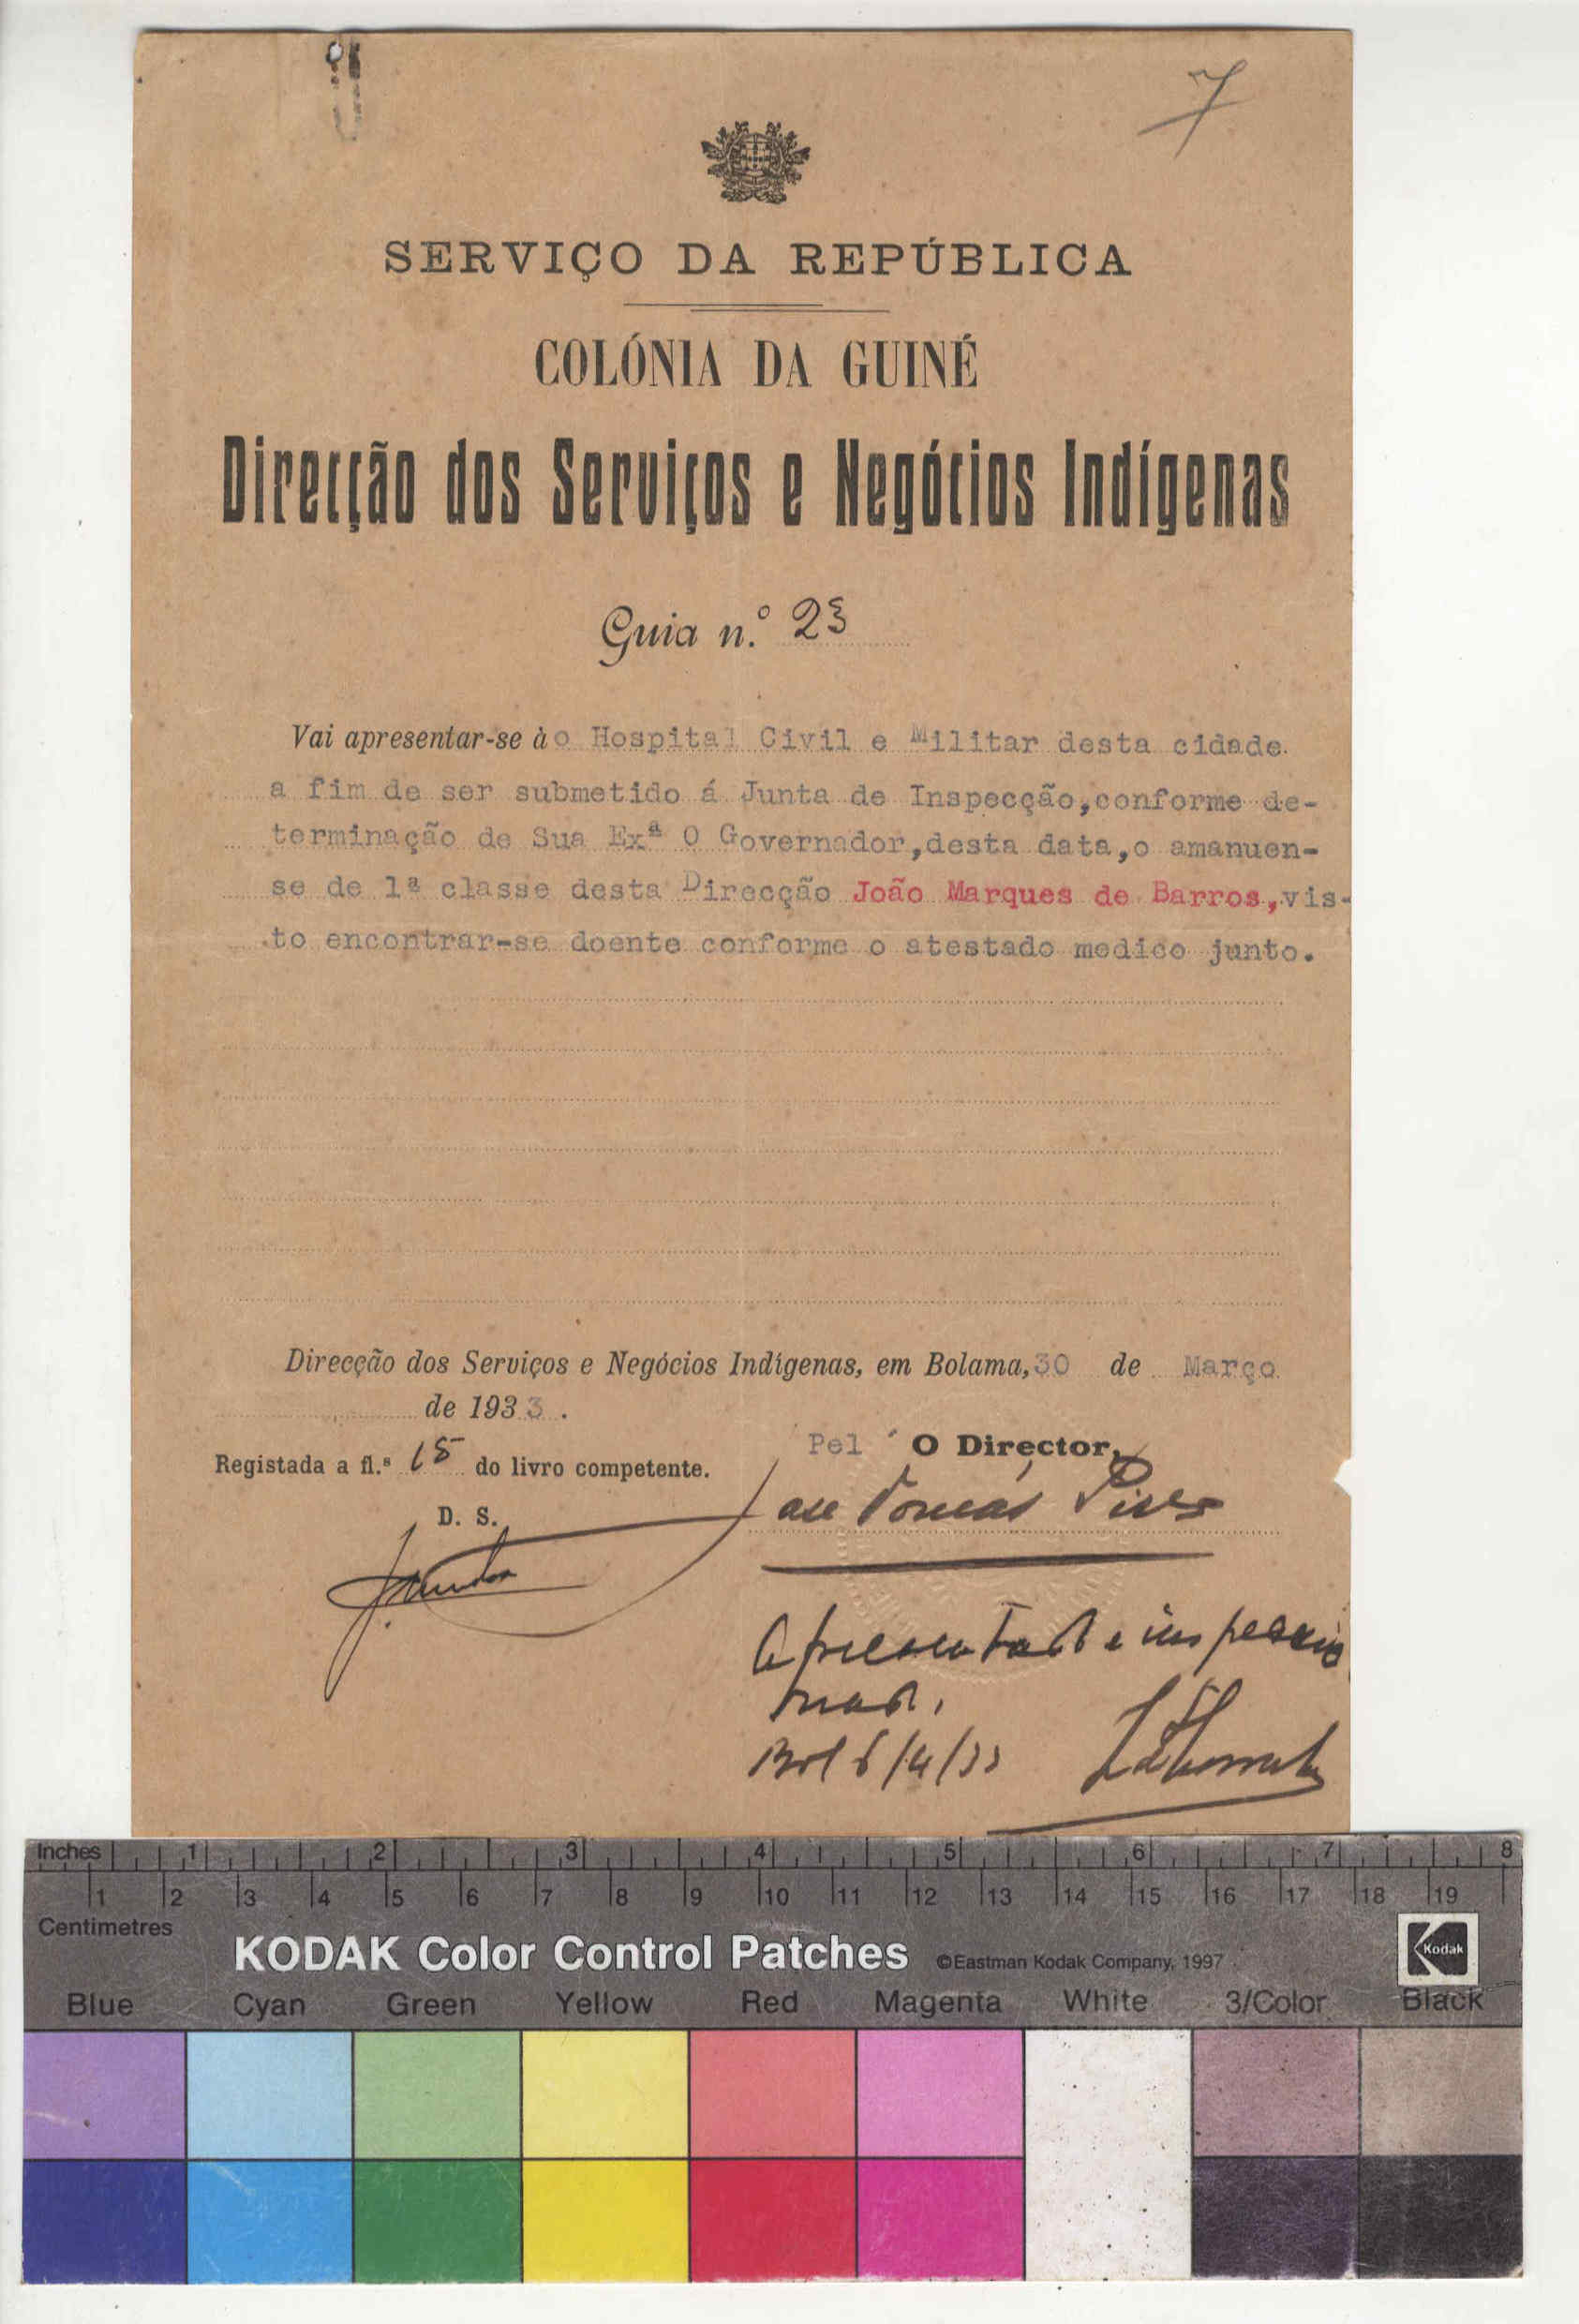 7
SERVIÇO DA REPÚBLICA
COLÓNIA DA GUINÉ
Direcção dos Serviços e Negócios Indígenas
Guia n.º 23
Vai apresentar-se ào Hospital Civil e Militar desta cidade
a fim de ser submetido á Junta de Inspecção,conforme de-
terminação de Sua Exª O Governador,desta data,o amanuen-
se de 1ª classe desta Direcção João Marques de Barros,vis-
to encontrar-se doente conforme o atestado medico junto.
Direcção dos Serviços e Negócios Indígenas, em Bolama, 30 de Março
de 1933.
Pel O Director,
Registada a fl.ˢ 15 do livro competente.
José Tomás Pires
D. S.
Apresentado e inspeccio
nado.
Bol 6/4/33
Inches 1 2 3 4 5 6 7 8
1 2 3 4 5 6 7 8 9 10 11 12 13 14 15 16 17 18 19
Centimetres
KODAK Color Control Patches ©Eastman Kodak Company, 1997 Kodak
Blue Cyan Green Yellow Red Magenta White 3/Color Black